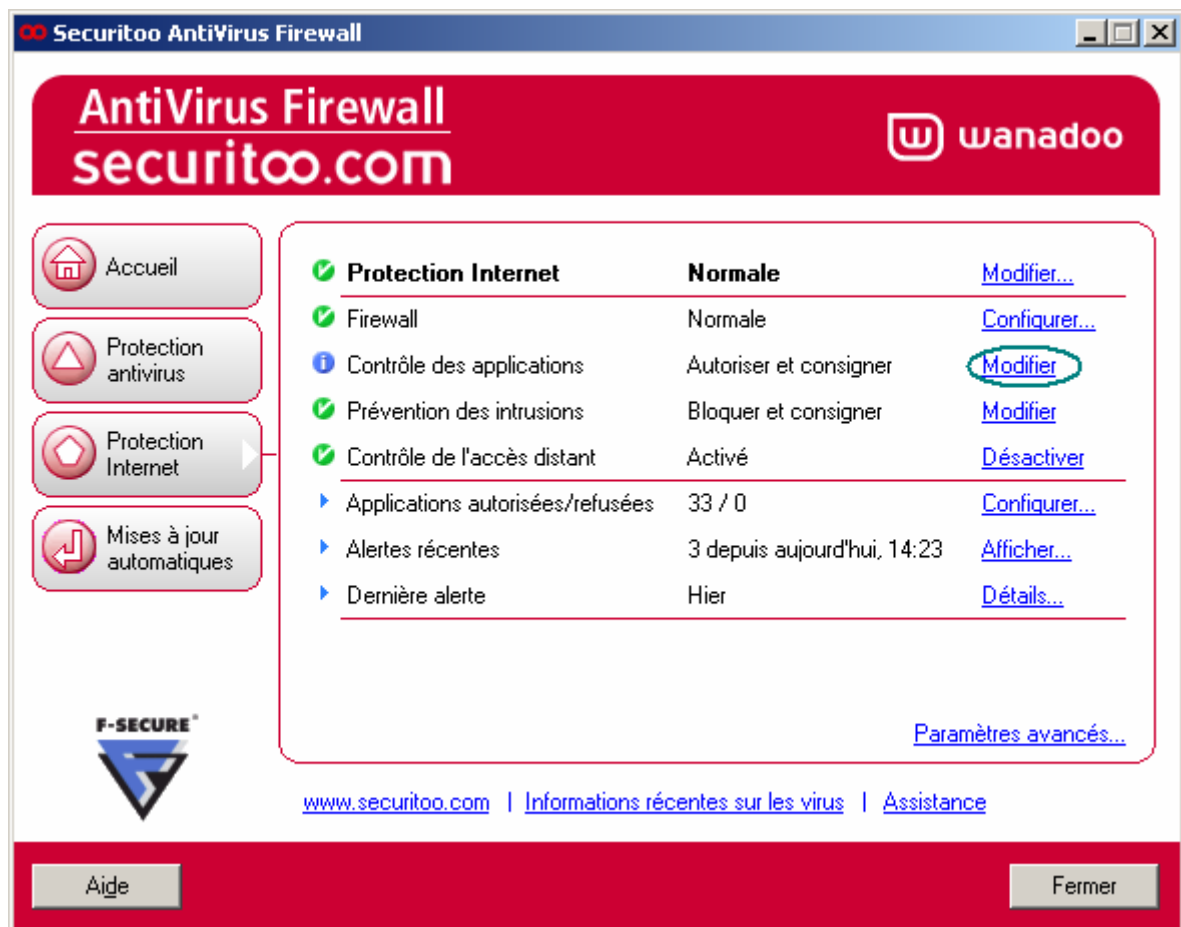 Securitoo AntiVirus Firewall
AntiVirus Firewall
securitoo.com
wanadoo
Accueil
Protection
antivirus
Protection
Internet
Mises à jour
automatiques
Protection Internet Normale Modifier...
Firewall Normale Configurer...
Contrôle des applications Autoriser et consigner Modifier
Prévention des intrusions Bloquer et consigner Modifier
Contrôle de l'accès distant Activé Désactiver
Applications autorisées/refusées 33 / 0 Configurer...
Alertes récentes 3 depuis aujourd'hui, 14:23 Afficher...
Dernière alerte Hier Détails...
Paramètres avancés...
F-SECURE®
www.securitoo.com | Informations récentes sur les virus | Assistance
Aide Fermer